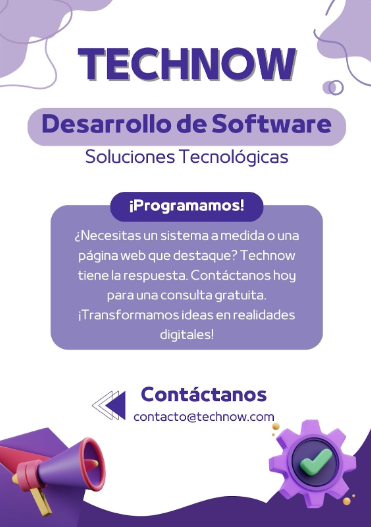 TECHNOW
Desarrollo de Software
Soluciones Tecnológicas
¡Programamos!
¿Necesitas un sistema a medida o una
página web que destaque? Technow
tiene la respuesta. Contáctanos hoy
para una consulta gratuita.
¡Transformamos ideas en realidades
digitales!
Contáctanos
contacto@technow.com